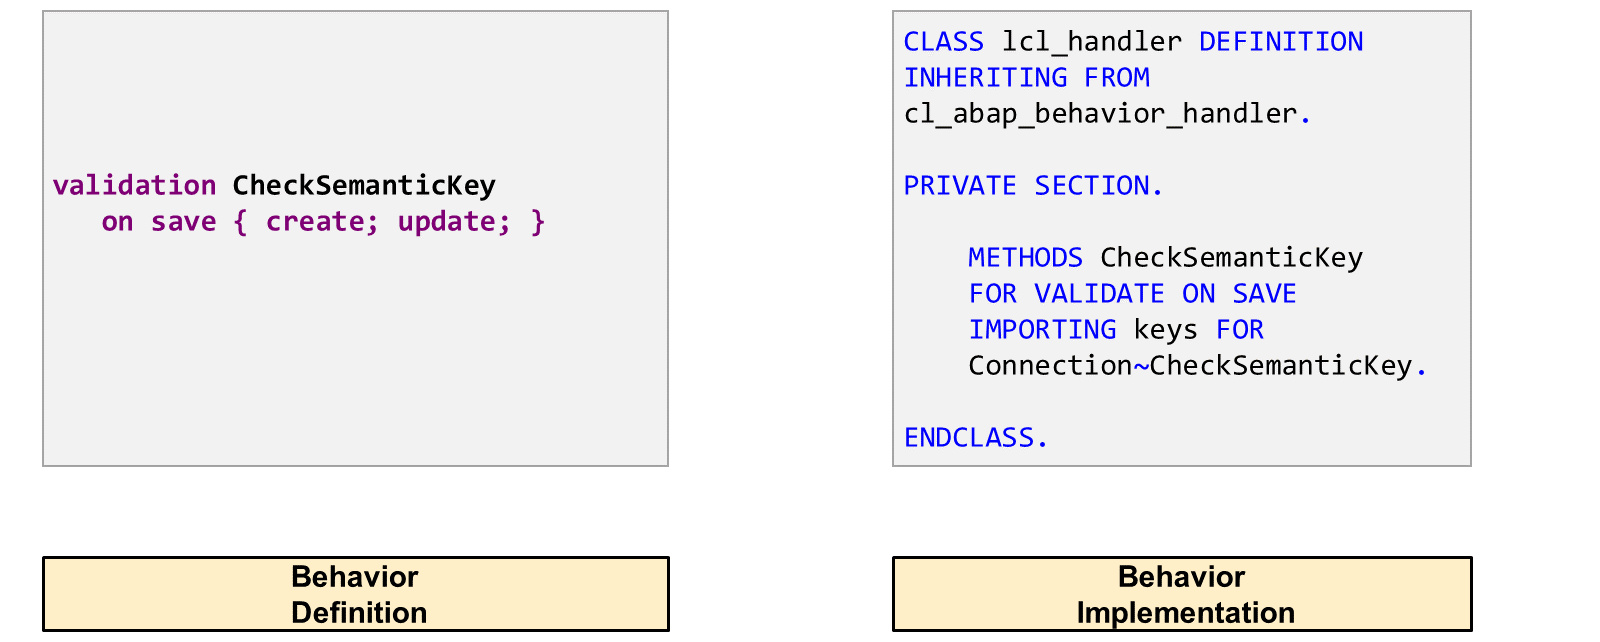 validation CheckSemanticKey
on save { create; update; }
CLASS lcl_handler DEFINITION
INHERITING FROM
cl_abap_behavior_handler.
PRIVATE SECTION.
METHODS CheckSemanticKey
FOR VALIDATE ON SAVE
IMPORTING keys FOR
Connection~CheckSemanticKey.
ENDCLASS.
Behavior
Definition
Behavior
Implementation